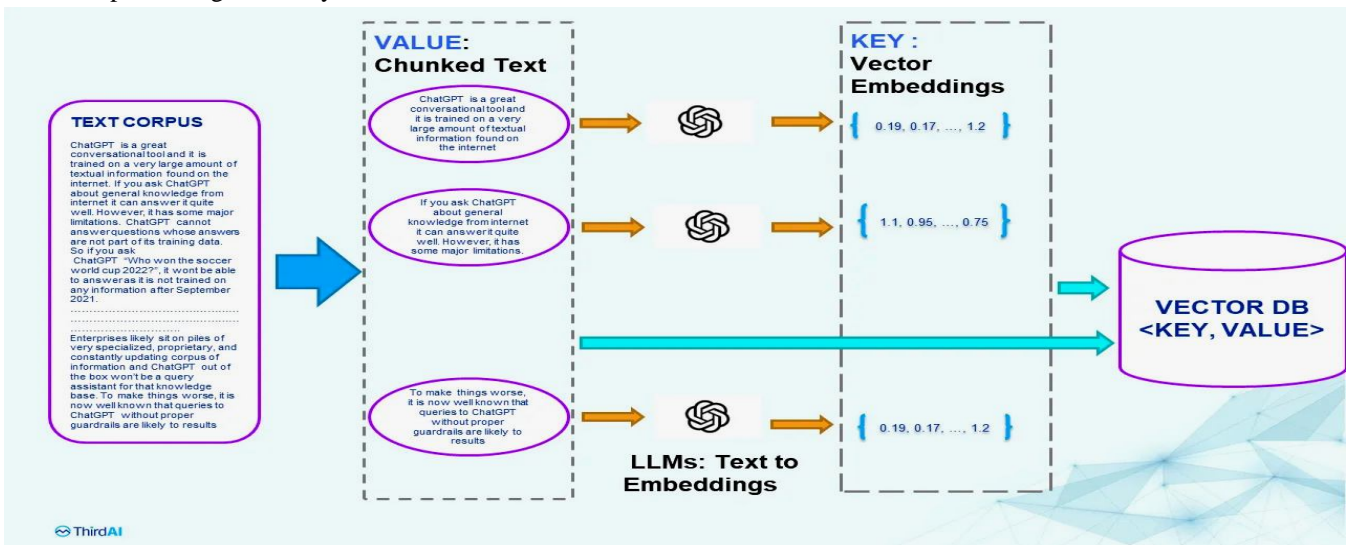 VALUE:
Chunked Text
KEY :
Vector
Embeddings
TEXT CORPUS
ChatGPT is a great
conversational tool and it is
trained on a very large amount of
textual information found on the
internet. If you ask ChatGPT
about general knowledge from
internet it can answer it quite
well. However, it has some major
limitations. ChatGPT cannot
answer questions whose answers
are not part of its training data.
So if you ask
ChatGPT “Who won the soccer
world cup 2022?”, it wont be able
to answer as it is not trained on
any information after September
2021.
..........................................
..........................................
...........................
Enterprises likely sit on piles of
very specialized, proprietary, and
constantly updating corpus of
information and ChatGPT out of
the box won’t be a query
assistant for that knowledge
base. To make things worse, it is
now well known that queries to
ChatGPT without proper
guardrails are likely to results
ChatGPT is a great
conversational tool and
it is trained on a very
large amount of textual
information found on
the internet
{ 0.19, 0.17, ..., 1.2 }
If you ask ChatGPT
about general
knowledge from internet
it can answer it quite
well. However, it has
some major limitations.
{ 1.1, 0.95, ..., 0.75 }
To make things worse,
it is now well known that
queries to ChatGPT
without proper
guardrails are likely to
results
{ 0.19, 0.17, ..., 1.2 }
LLMs: Text to
Embeddings
VECTOR DB
<KEY, VALUE>
ThirdAI